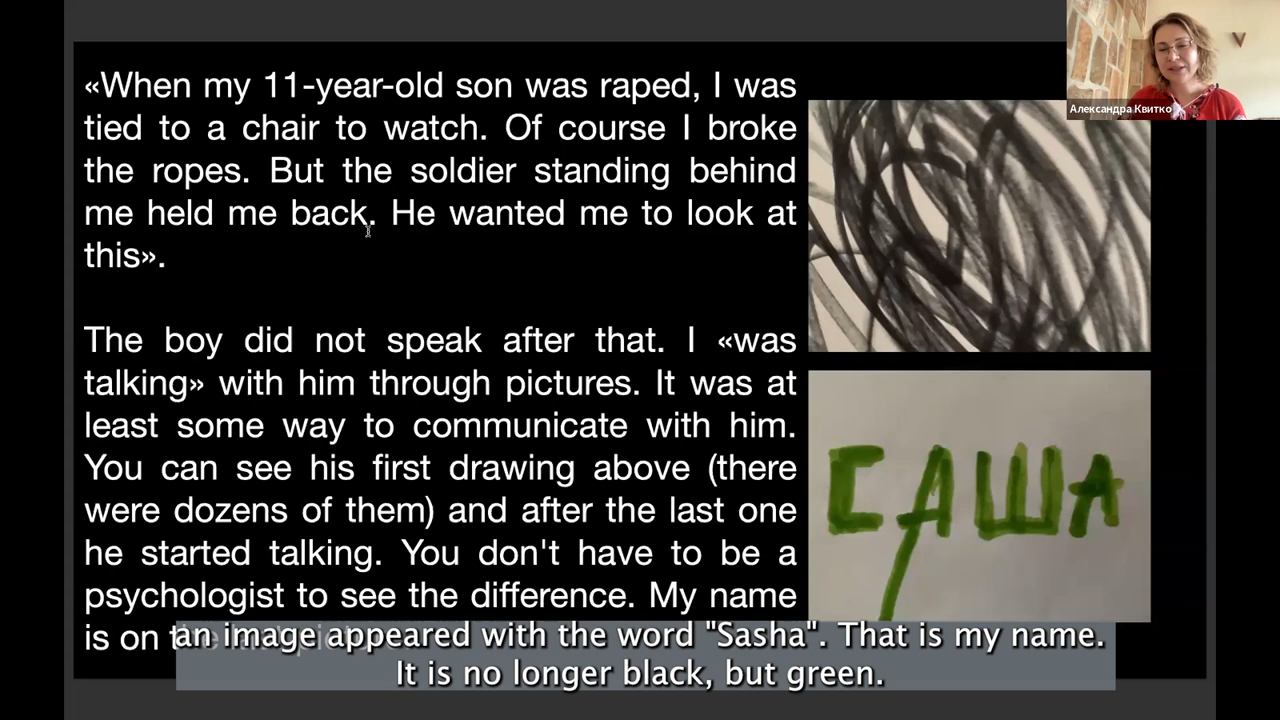 «When my 11-year-old son was raped, I was
tied to a chair to watch. Of course I broke
the ropes. But the soldier standing behind
me held me back. He wanted me to look at
this».
The boy did not speak after that. I «was
talking» with him through pictures. It was at
least some way to communicate with him.
You can see his first drawing above (there
were dozens of them) and after the last one
he started talking. You don't have to be a
psychologist to see the difference. My name
is on
Александра Квитко
САША
an image appeared with the word "Sasha". That is my name.
It is no longer black, but green.